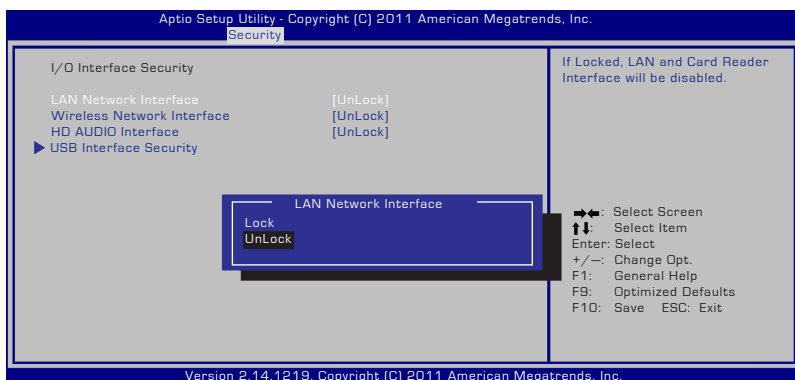 Aptio Setup Utility - Copyright (C) 2011 American Megatrends, Inc.
Security
I/O Interface Security
LAN Network Interface [UnLock]
Wireless Network Interface [UnLock]
HD AUDIO Interface [UnLock]
USB Interface Security
If Locked, LAN and Card Reader
Interface will be disabled.
LAN Network Interface
Lock
UnLock
→←: Select Screen
↑↓: Select Item
Enter: Select
+/—: Change Opt.
F1: General Help
F9: Optimized Defaults
F10: Save ESC: Exit
Version 2.14.1219. Copyright (C) 2011 American Megatrends, Inc.